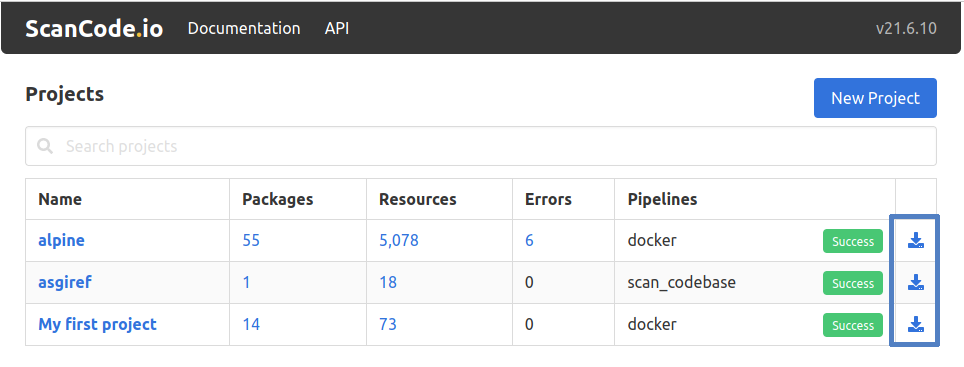 ScanCode.io Documentation API v21.6.10
Projects New Project
Search projects
Name Packages Resources Errors Pipelines
alpine 55 5,078 6 docker Success
asgiref 1 18 0 scan_codebase Success
My first project 14 73 0 docker Success